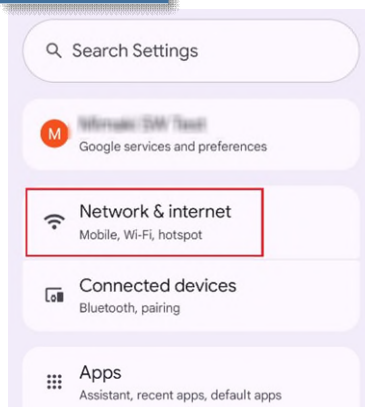 Search Settings
M
Google services and preferences
Network & internet
Mobile, Wi-Fi, hotspot
Connected devices
Bluetooth, pairing
Apps
Assistant, recent apps, default apps